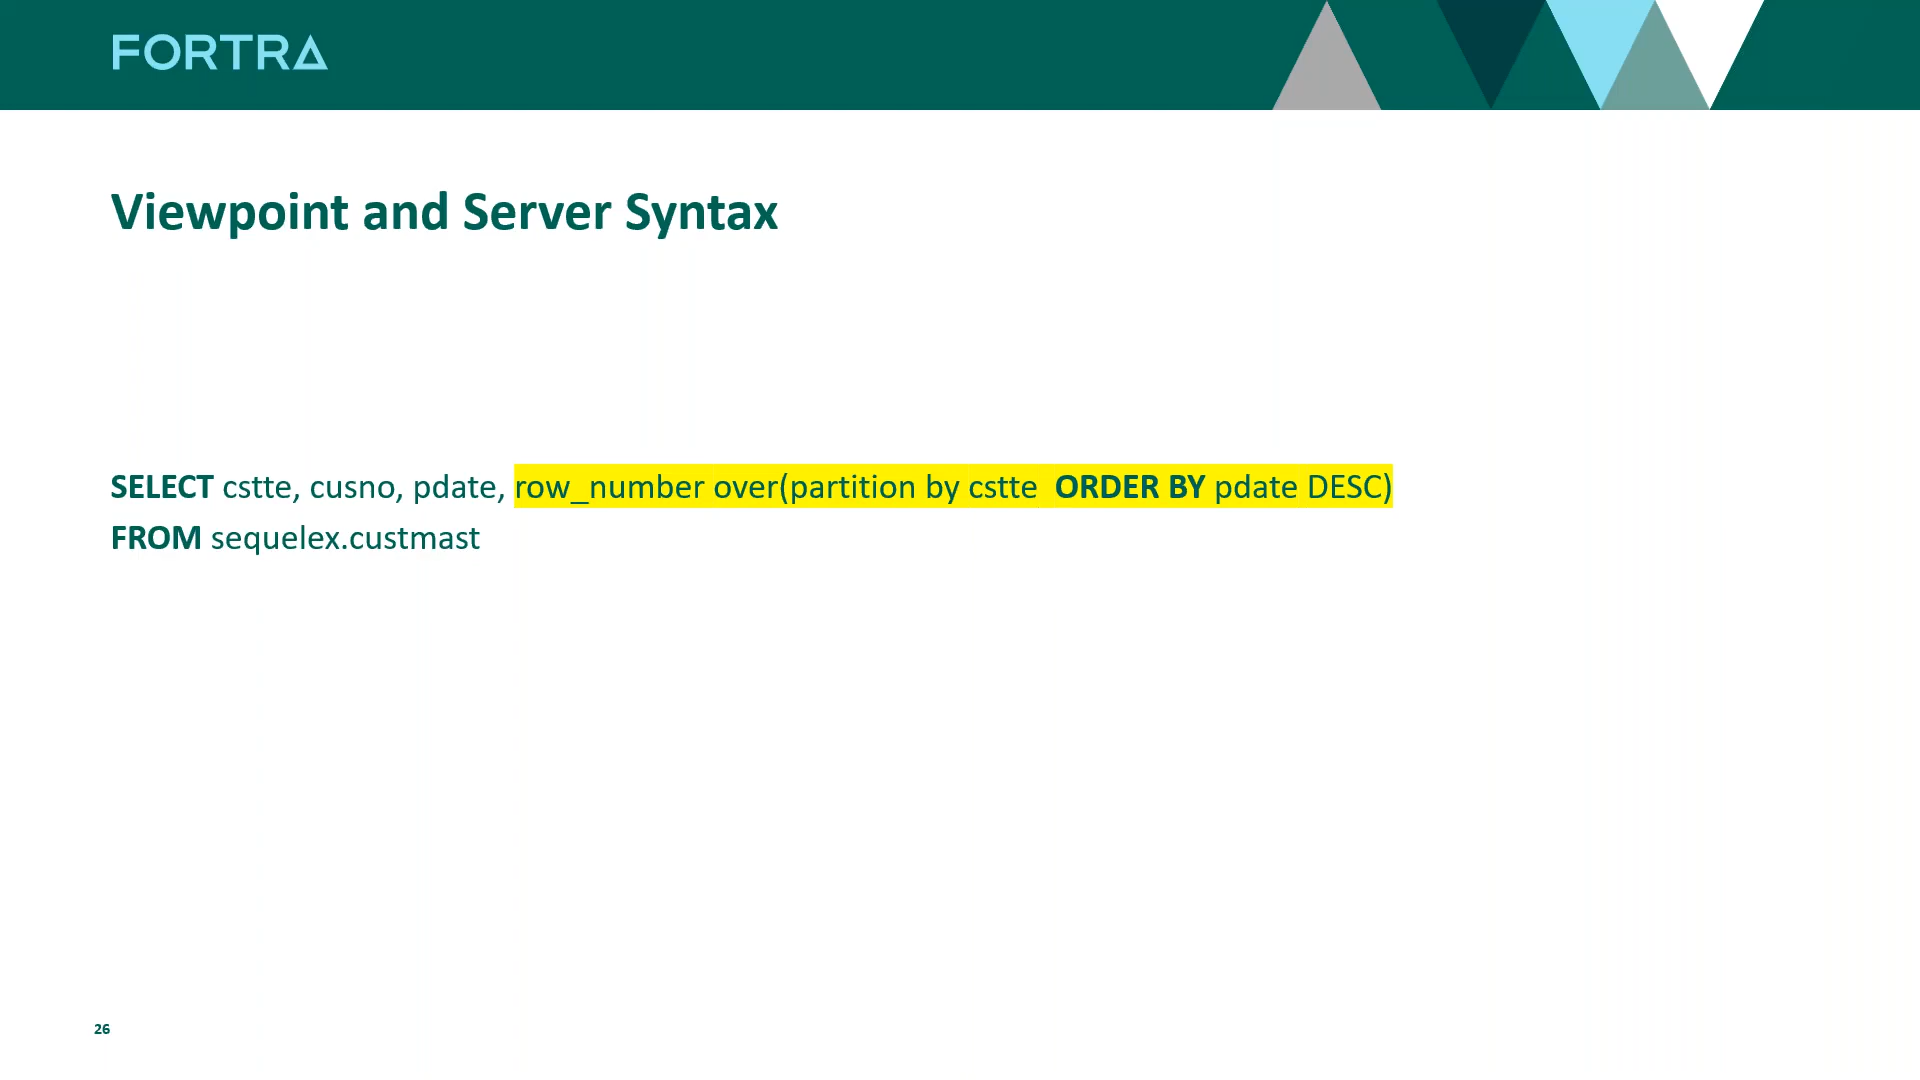 FORTRA
Viewpoint and Server Syntax
SELECT cstte, cusno, pdate, row_number over(partition by cstte  ORDER BY pdate DESC)
FROM sequelex.custmast
26